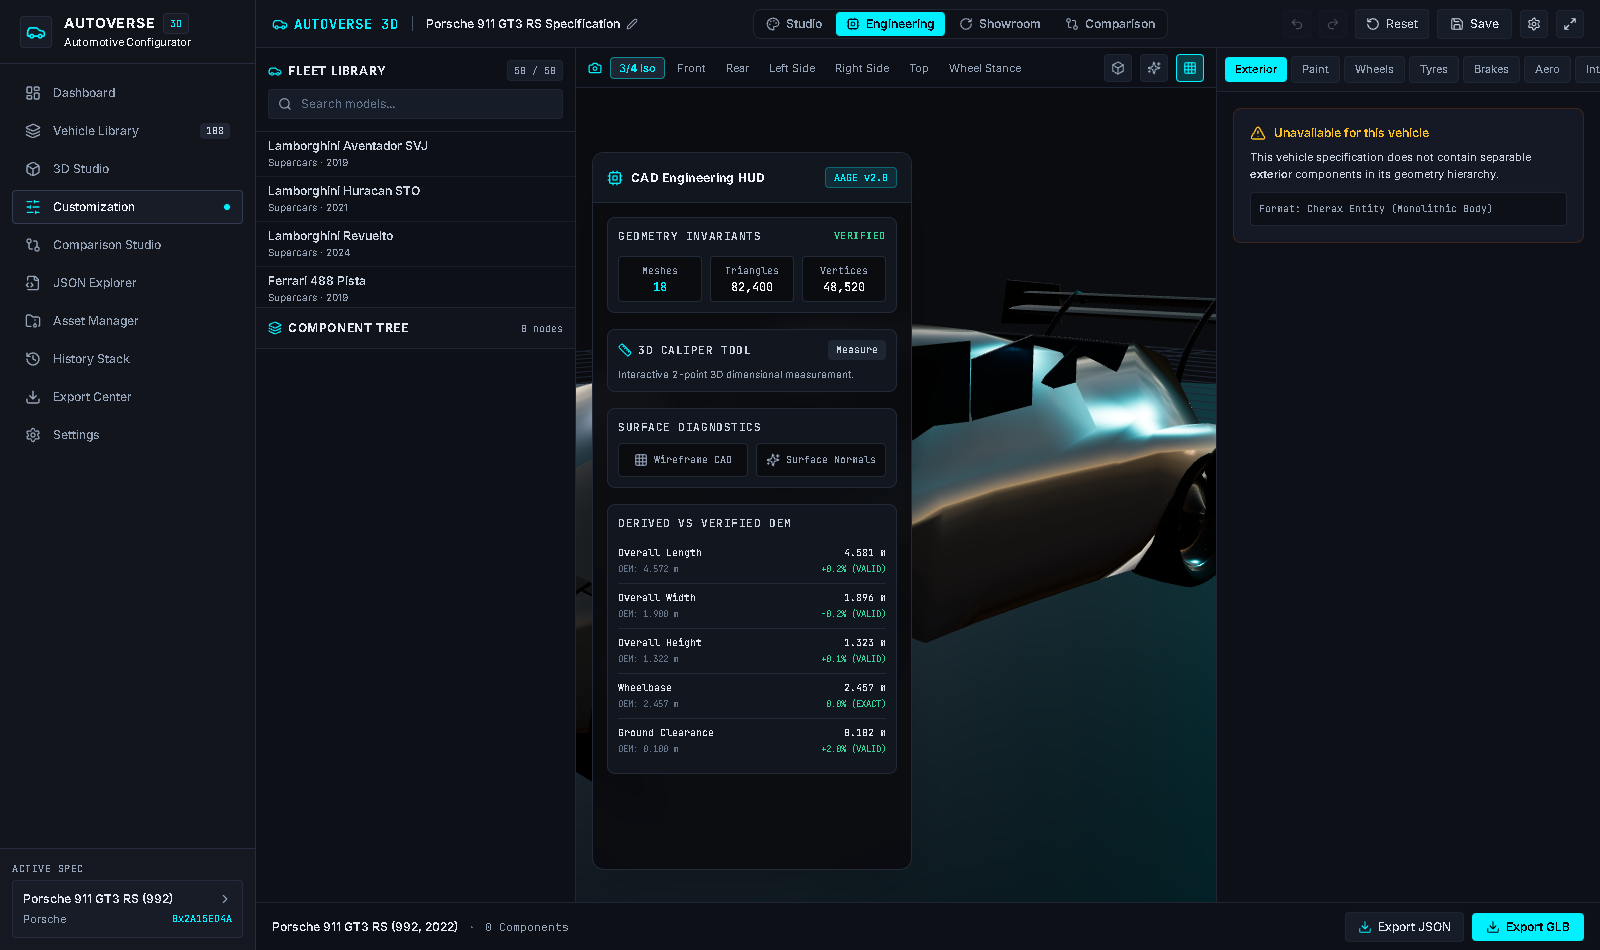 AUTOVERSE 3D
Automotive Configurator
Dashboard
Vehicle Library 100
3D Studio
Customization
Comparison Studio
JSON Explorer
Asset Manager
History Stack
Export Center
Settings
ACTIVE SPEC
Porsche 911 GT3 RS (992)
Porsche 0x2A15E04A
AUTOVERSE 3D Porsche 911 GT3 RS Specification
Studio Engineering Showroom Comparison
Reset Save
FLEET LIBRARY 50 / 50
Search models...
Lamborghini Aventador SVJ
Supercars · 2019
Lamborghini Huracan STO
Supercars · 2021
Lamborghini Revuelto
Supercars · 2024
Ferrari 488 Pista
Supercars · 2019
COMPONENT TREE 0 nodes
3/4 Iso Front Rear Left Side Right Side Top Wheel Stance
CAD Engineering HUD AAGE v2.0
GEOMETRY INVARIANTS VERIFIED
Meshes Triangles Vertices
18 82,400 48,520
3D CALIPER TOOL Measure
Interactive 2-point 3D dimensional measurement.
SURFACE DIAGNOSTICS
Wireframe CAD Surface Normals
DERIVED VS VERIFIED OEM
Overall Length 4.581 m
OEM: 4.572 m +0.2% (VALID)
Overall Width 1.896 m
OEM: 1.900 m -0.2% (VALID)
Overall Height 1.323 m
OEM: 1.322 m +0.1% (VALID)
Wheelbase 2.457 m
OEM: 2.457 m 0.0% (EXACT)
Ground Clearance 0.102 m
OEM: 0.100 m +2.0% (VALID)
Exterior Paint Wheels Tyres Brakes Aero Int
Unavailable for this vehicle
This vehicle specification does not contain separable
exterior components in its geometry hierarchy.
Format: Cherax Entity (Monolithic Body)
Porsche 911 GT3 RS (992, 2022) · 0 Components
Export JSON Export GLB